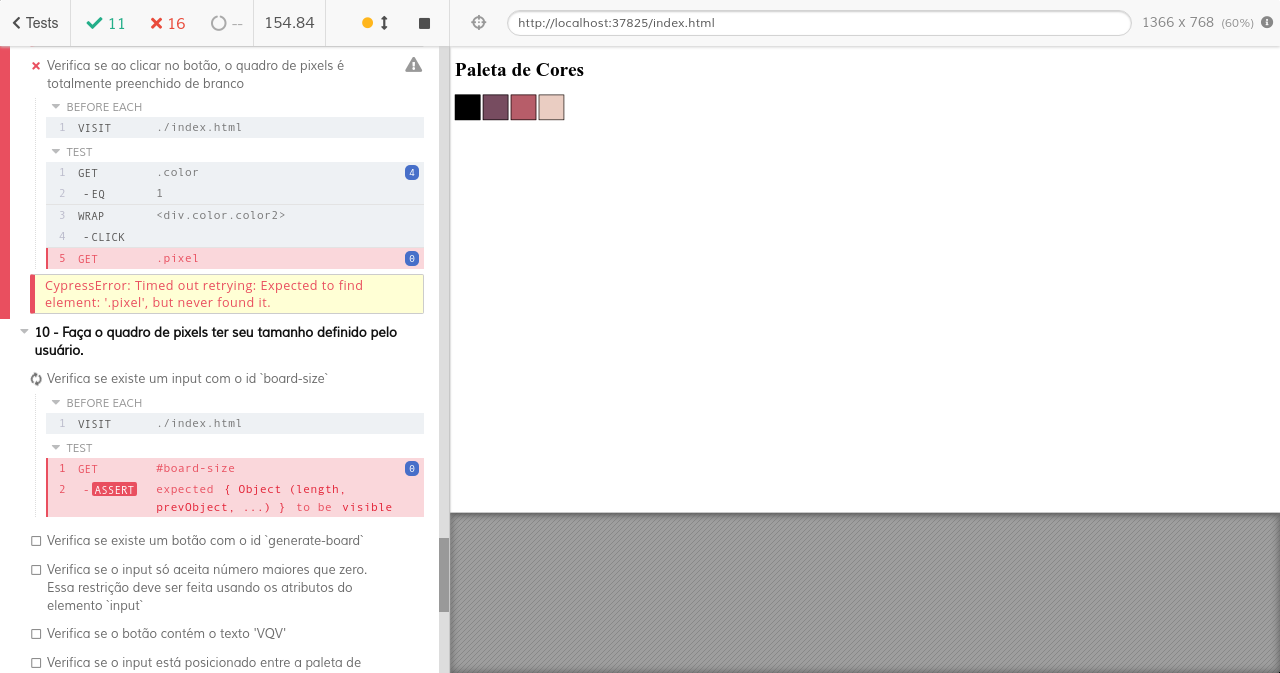 Tests 11 16 -- 154.84 http://localhost:37825/index.html 1366 x 768 (60%)
Verifica se ao clicar no botão, o quadro de pixels é
totalmente preenchido de branco
BEFORE EACH
1 VISIT ./index.html
TEST
1 GET .color 4
2 -EQ 1
3 WRAP <div.color.color2>
4 -CLICK
5 GET .pixel 0
CypressError: Timed out retrying: Expected to find
element: '.pixel', but never found it.
10 - Faça o quadro de pixels ter seu tamanho definido pelo
usuário.
Verifica se existe um input com o id `board-size`
BEFORE EACH
1 VISIT ./index.html
TEST
1 GET #board-size 0
2 -ASSERT expected { Object (length,
prevObject, ...) } to be visible
Verifica se existe um botão com o id `generate-board`
Verifica se o input só aceita número maiores que zero.
Essa restrição deve ser feita usando os atributos do
elemento `input`
Verifica se o botão contém o texto 'VQV'
Verifica se o input está posicionado entre a paleta de
Paleta de Cores